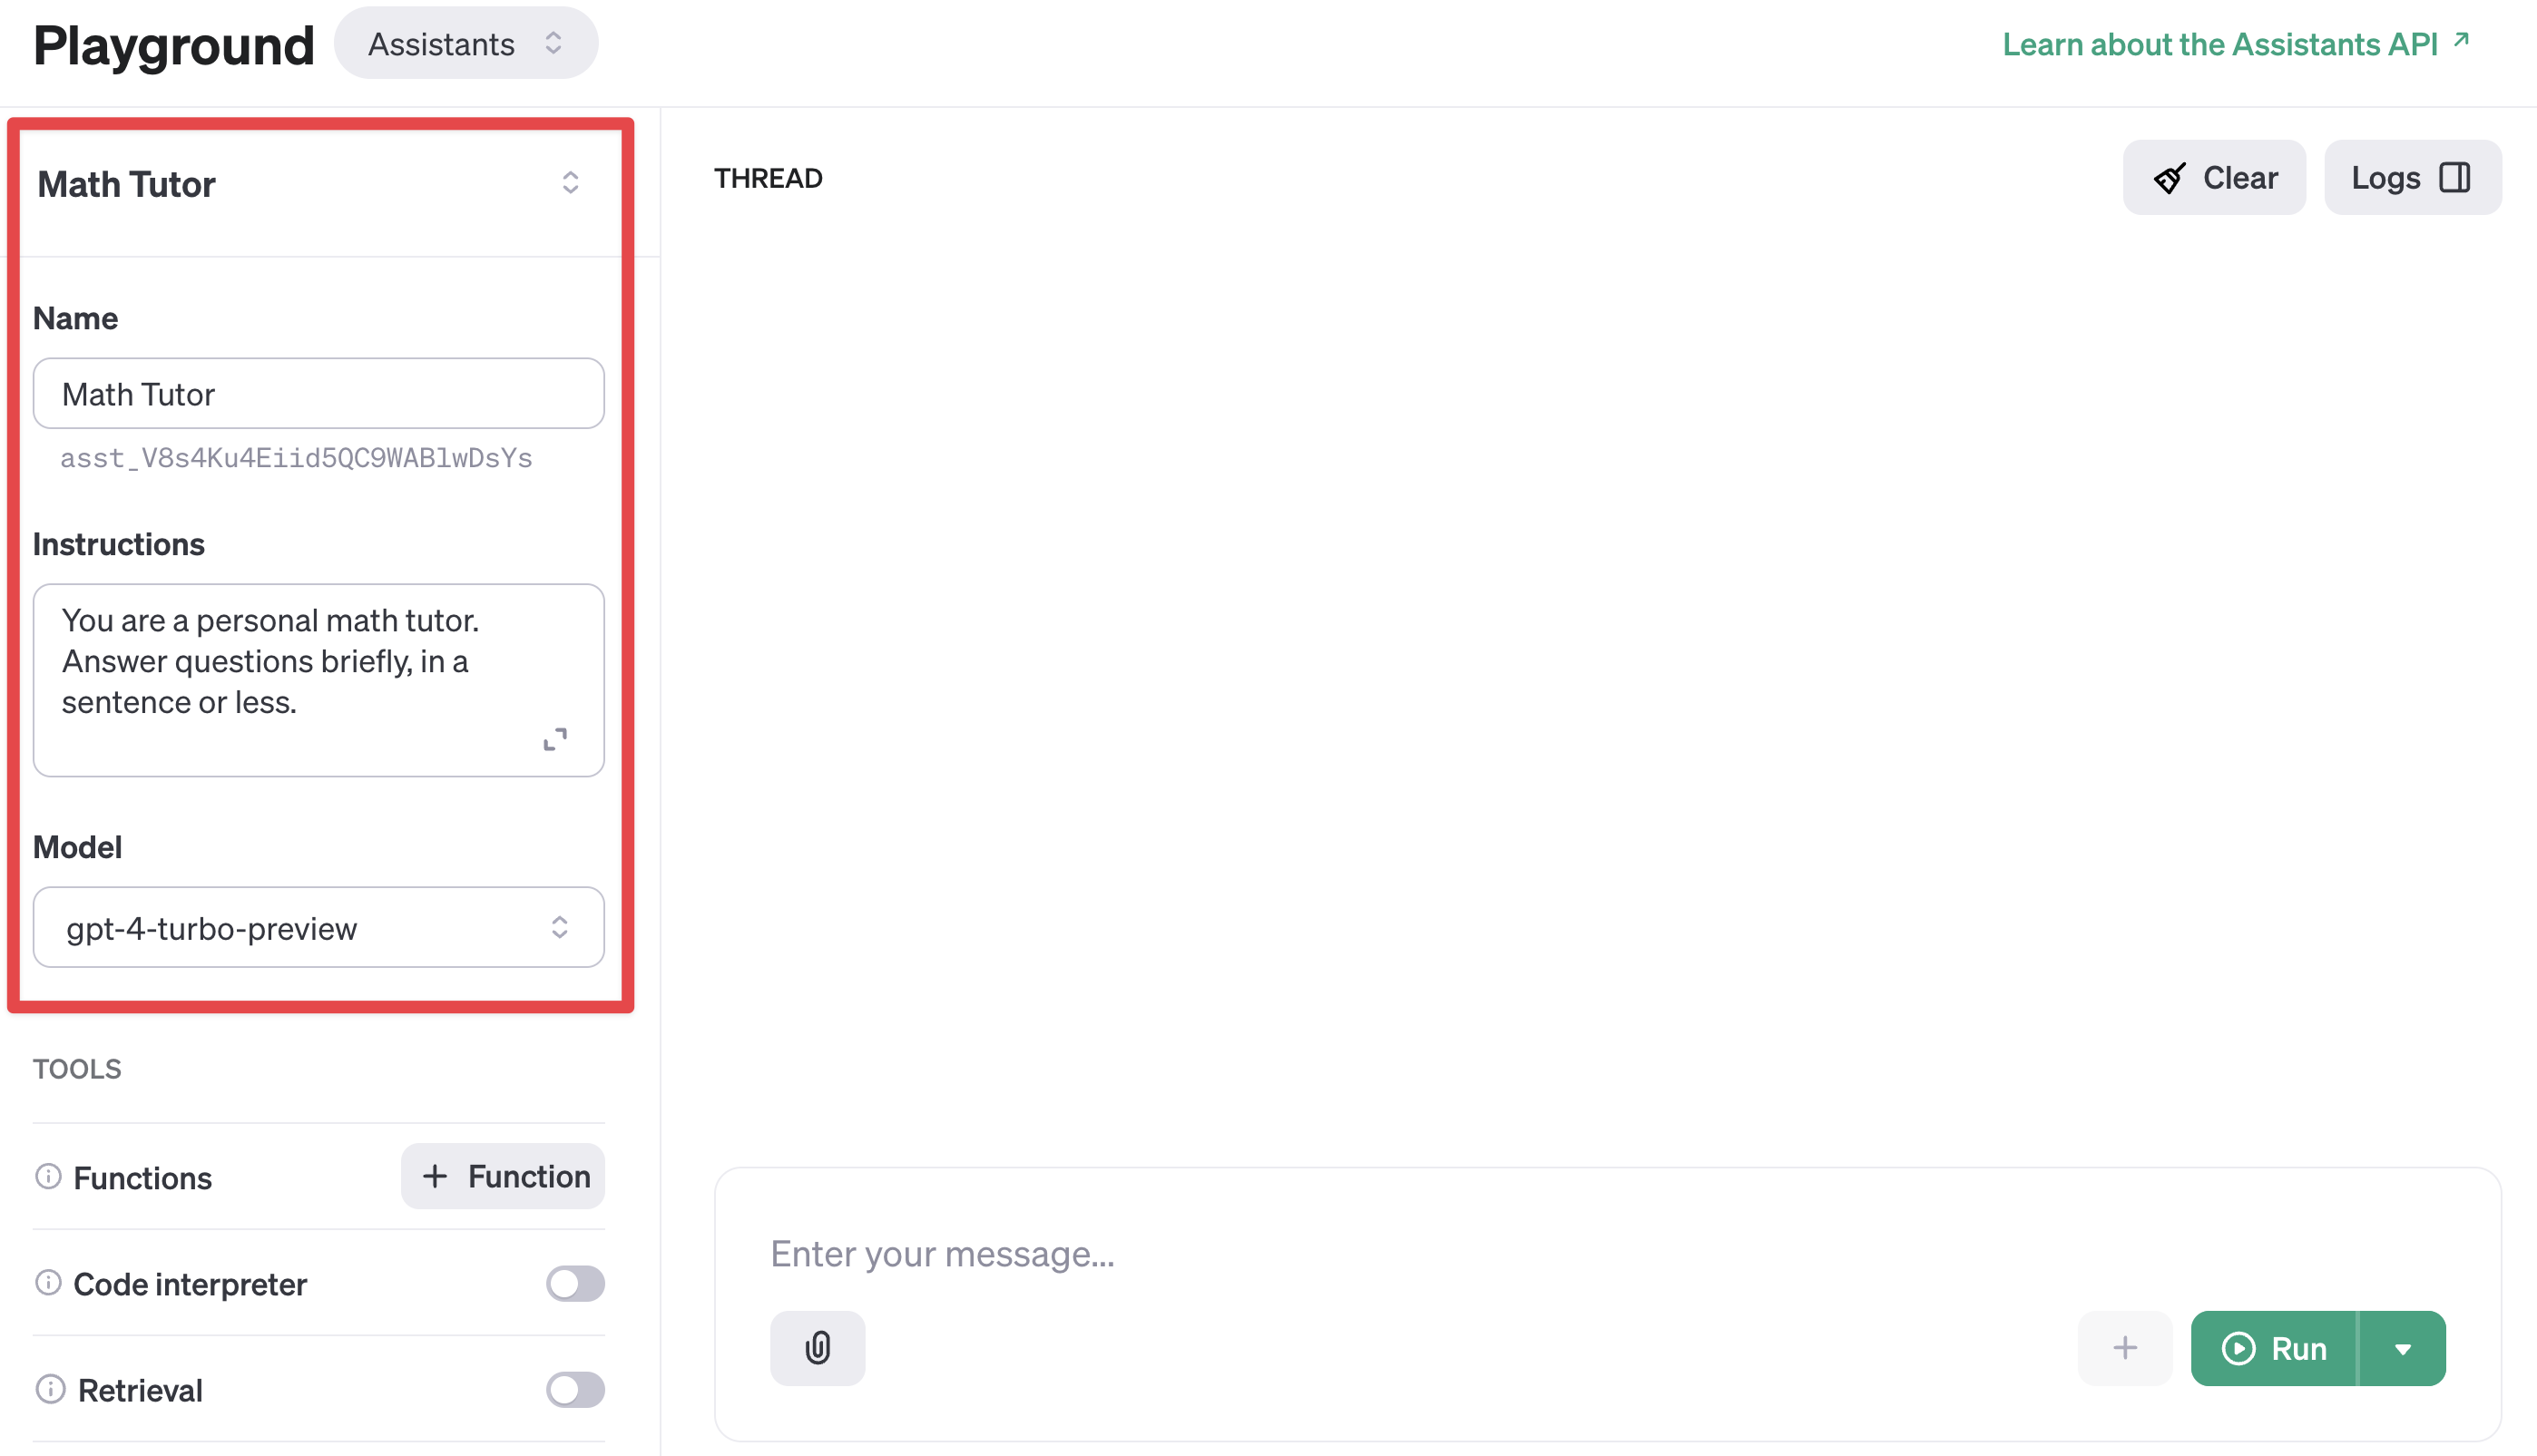 Playground
Assistants
Learn about the Assistants API
Math Tutor
THREAD
Clear
Logs
Name
Math Tutor
asst_V8s4Ku4Eiid5QC9WABlwDsYs
Instructions
You are a personal math tutor.
Answer questions briefly, in a
sentence or less.
Model
gpt-4-turbo-preview
TOOLS
Functions
Function
Code interpreter
Retrieval
Enter your message...
Run